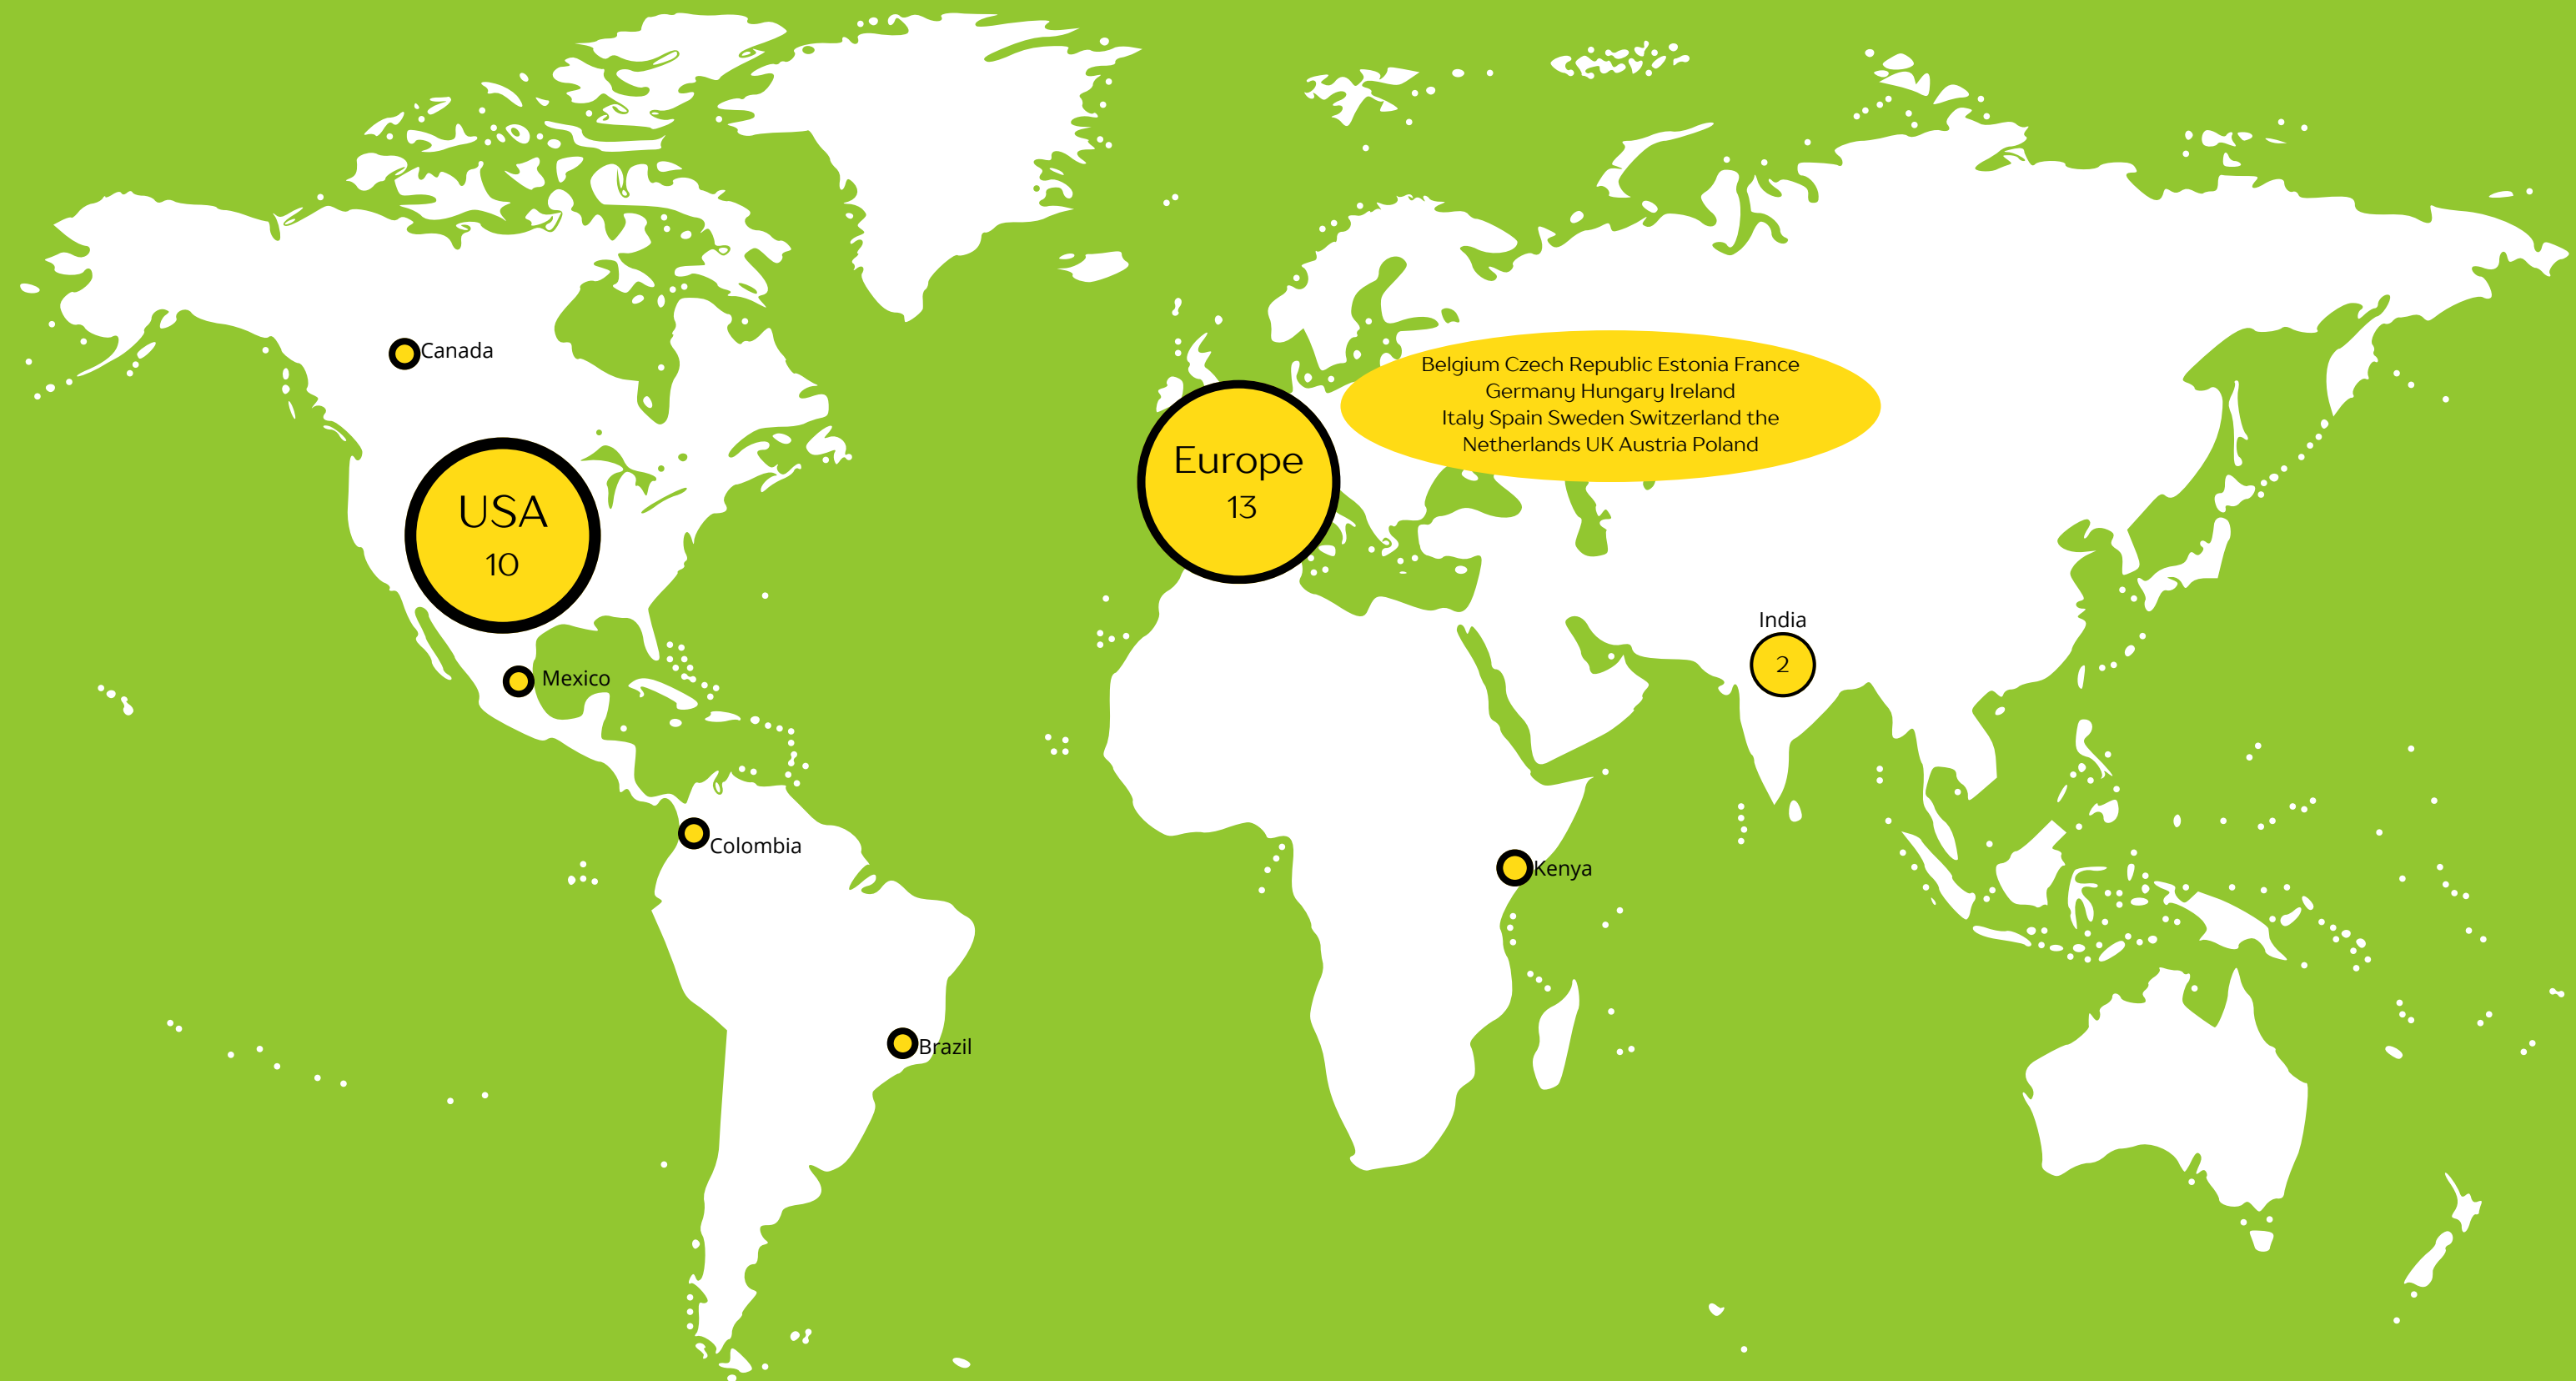 Canada
USA
10
Mexico
Colombia
Brazil
Europe
13
Belgium Czech Republic Estonia France
Germany Hungary Ireland
Italy Spain Sweden Switzerland the
Netherlands UK Austria Poland
India
2
Kenya